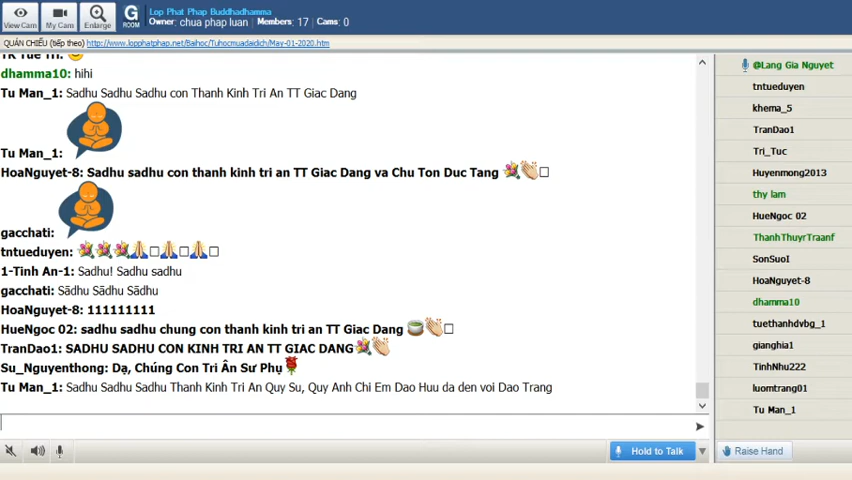 View Cam
My Cam
Enlarge
G
ROOM
Lop Phat Phap Buddhadhamma
Owner: chua phap luan Members: 17 Cams: 0
QUÁN CHIẾU (tiếp theo) http://www.lopphatphap.net/Baihoc/Tuhocmuadaidich/May-01-2020.htm
TK Tue Tri:
dhamma10: hihi
Tu Man_1: Sadhu Sadhu Sadhu con Thanh Kinh Tri An TT Giac Dang
Tu Man_1:
HoaNguyet-8: Sadhu sadhu con thanh kinh tri an TT Giac Dang va Chu Ton Duc Tang
gacchati:
tntueduyen:
1-Tinh An-1: Sadhu! Sadhu sadhu
gacchati: Sādhu Sādhu Sādhu
HoaNguyet-8: 111111111
HueNgoc 02: sadhu sadhu chung con thanh kinh tri an TT Giac Dang
TranDao1: SADHU SADHU CON KINH TRI AN TT GIAC DANG
Su_Nguyenthong: Dạ, Chúng Con Tri Ân Sư Phụ
Tu Man_1: Sadhu Sadhu Sadhu Thanh Kinh Tri An Quy Su, Quy Anh Chi Em Dao Huu da den voi Dao Trang
Hold to Talk
@Lang Gia Nguyet
tntueduyen
khema_5
TranDao1
Tri_Tuc
Huyenmong2013
thy lam
HueNgoc 02
ThanhThuyrTraanf
SonSuoI
HoaNguyet-8
dhamma10
tuethanhdvbg_1
gianghia1
TinhNhu222
luomtrang01
Tu Man_1
Raise Hand